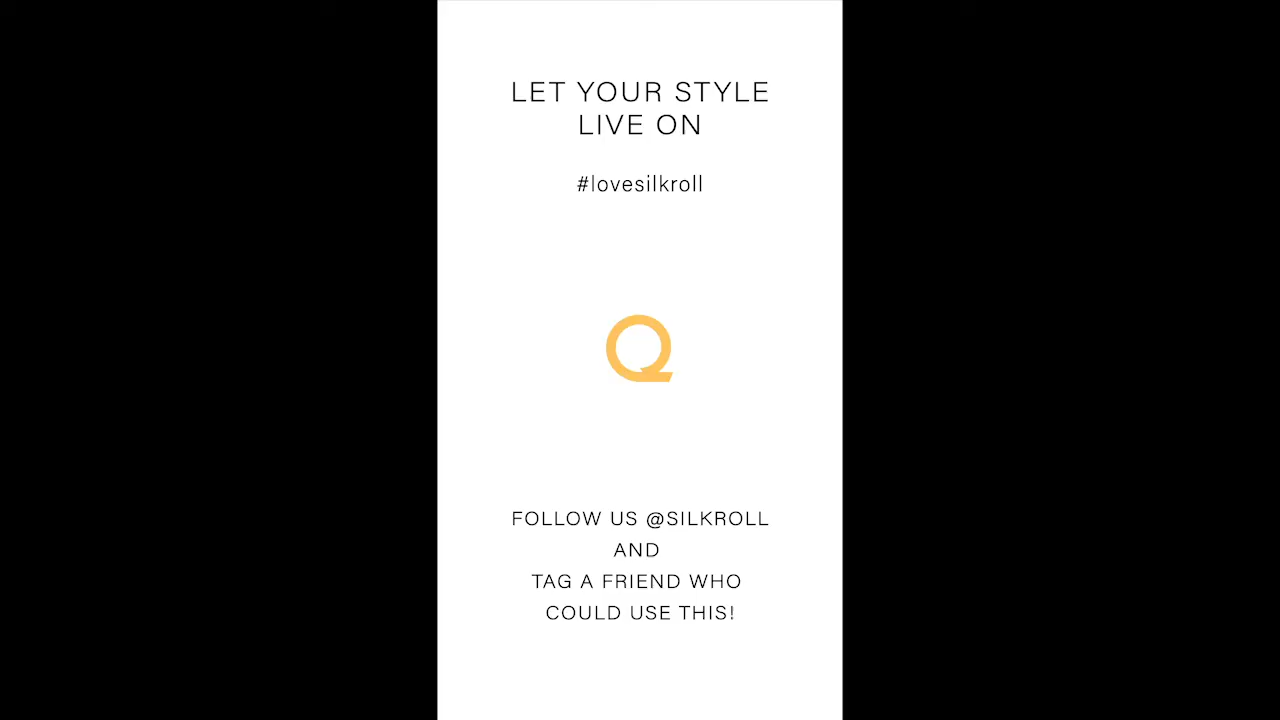 LET YOUR STYLE
LIVE ON
#lovesilkroll
Q
FOLLOW US @SILKROLL
AND
TAG A FRIEND WHO
COULD USE THIS!